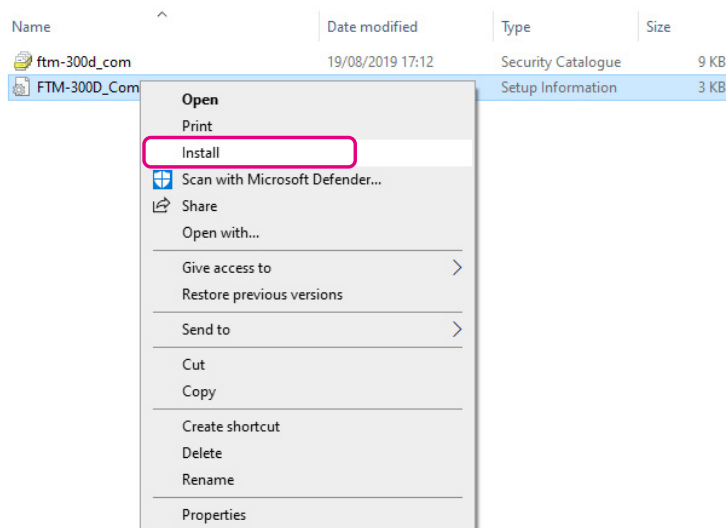 Name Date modified Type Size
ftm-300d_com 19/08/2019 17:12 Security Catalogue 9 KB
FTM-300D_Com Setup Information 3 KB
Open
Print
Install
Scan with Microsoft Defender...
Share
Open with...
Give access to
Restore previous versions
Send to
Cut
Copy
Create shortcut
Delete
Rename
Properties